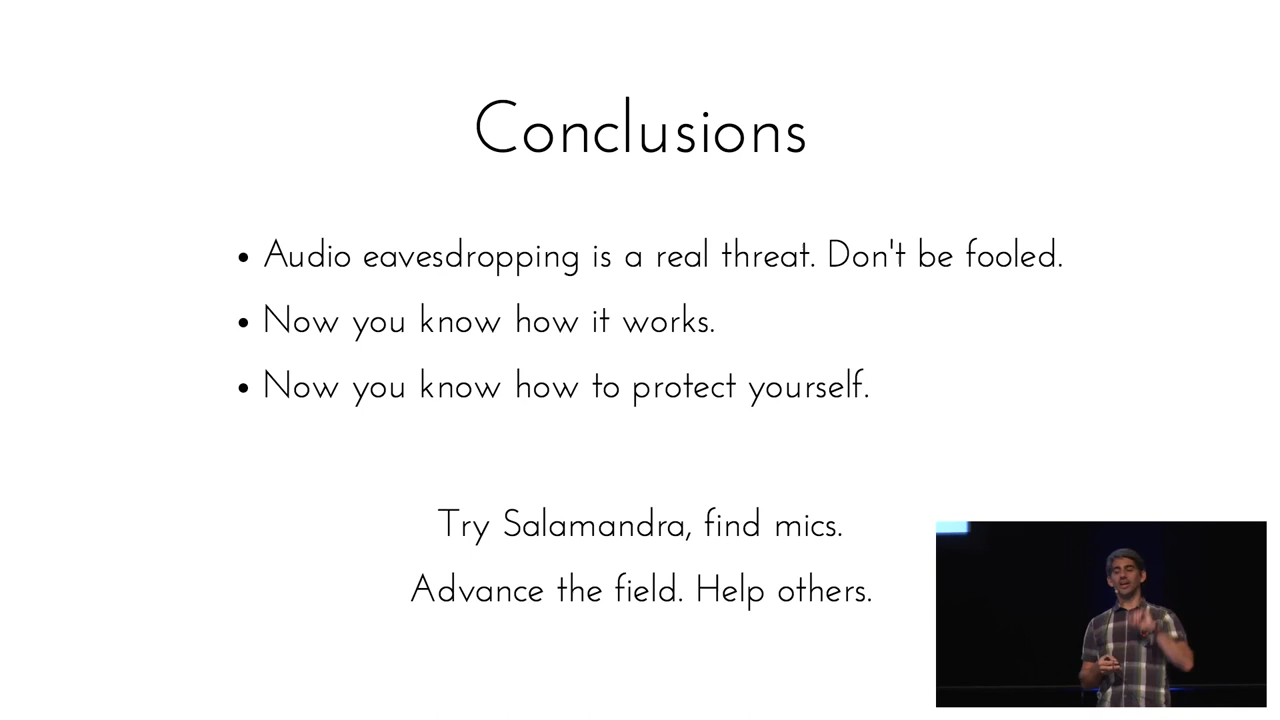 Conclusions
• Audio eavesdropping is a real threat. Don't be fooled.
• Now you know how it works.
• Now you know how to protect yourself.
Try Salamandra, find mics.
Advance the field. Help others.